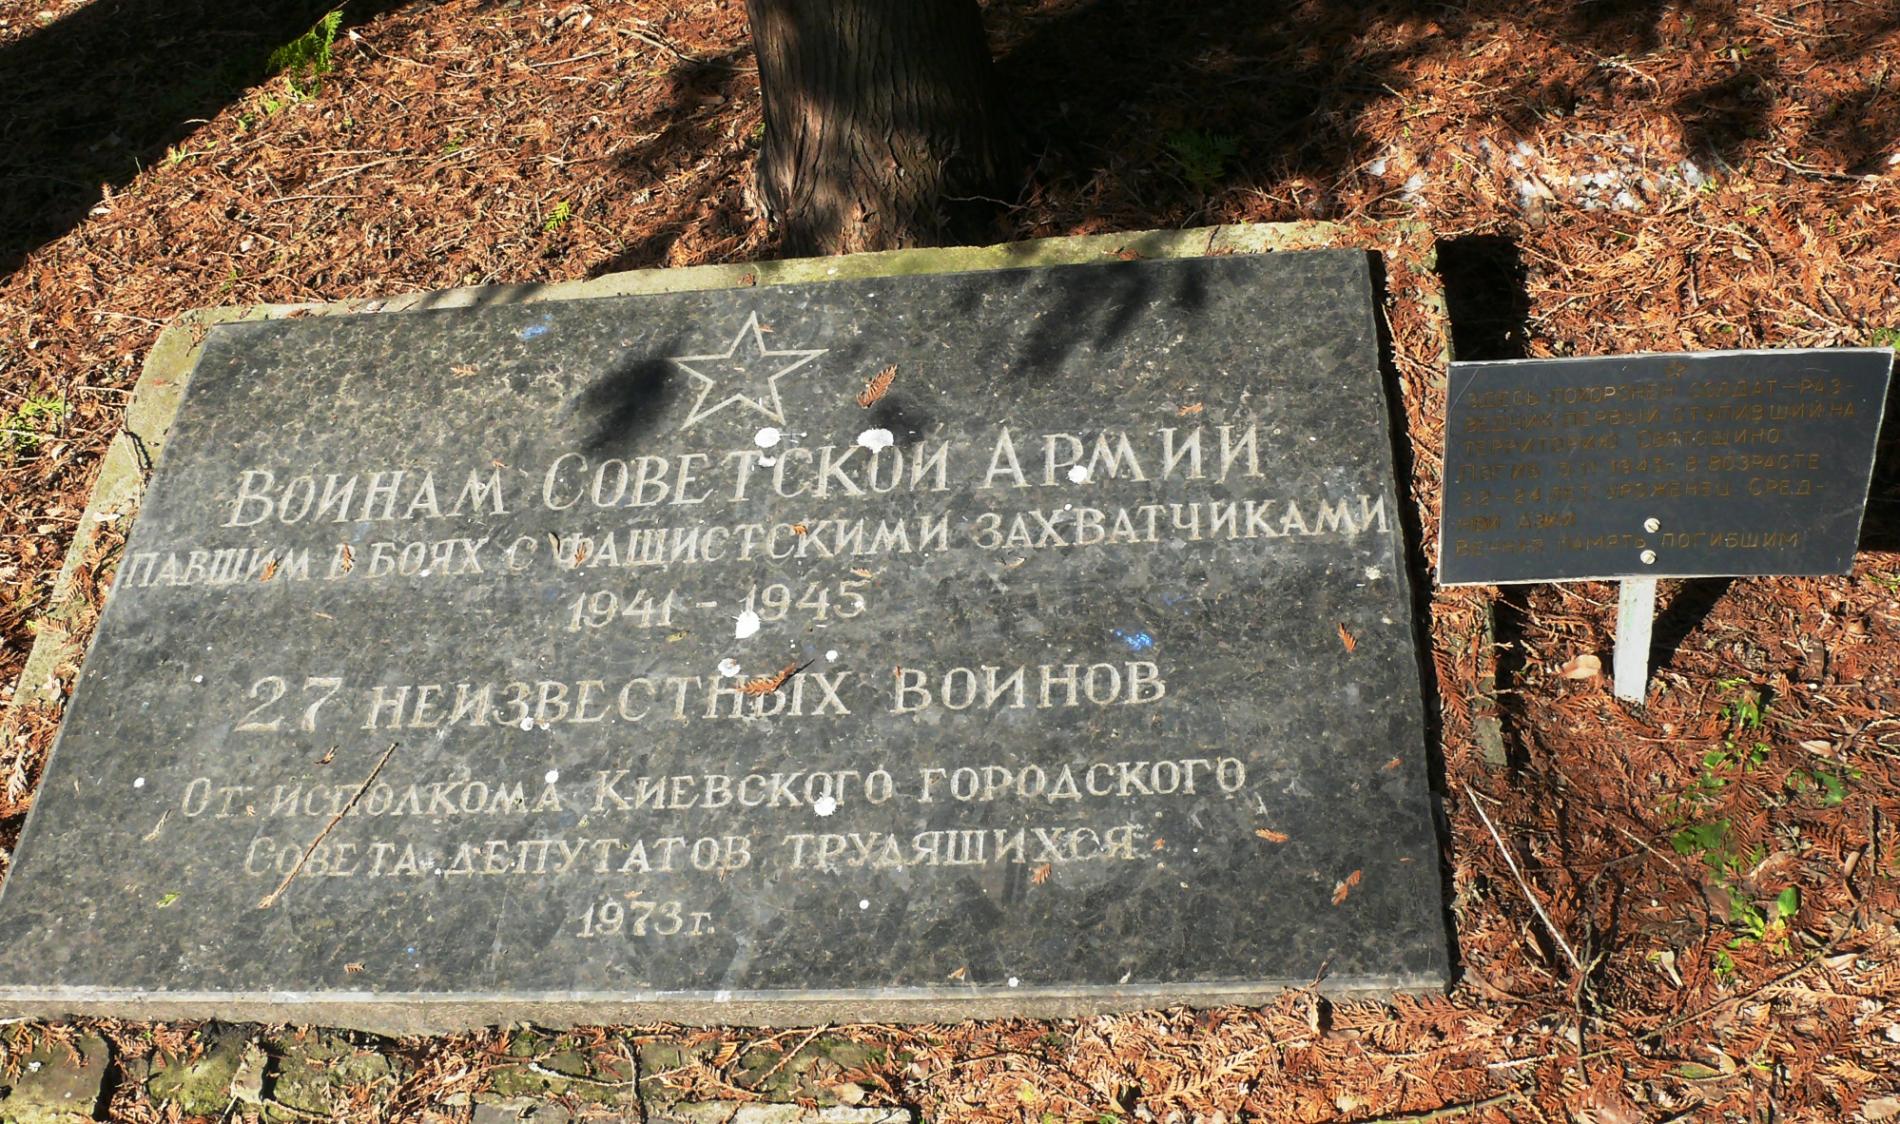 Воинам Советской Армии
павшим в боях с фашистскими захватчиками
1941 - 1945
27 неизвестных воинов
От исполкома Киевского городского
Совета депутатов трудящихся
1973г.
ЗДЕСЬ ПОХОРОНЕН СОЛДАТ-РАЗ-
ВЕДЧИК ПЕРВЫЙ СТУПИВШИЙ НА
ТЕРРИТОРИЮ СВЯТОШИНО.
ПОГИБ 1943г. В ВОЗРАСТЕ
22-24 ЛЕТ. УРОЖЕНЕЦ СРЕД-
НЕЙ АЗИИ
ВЕЧНАЯ ПАМЯТЬ ПОГИБШИМ